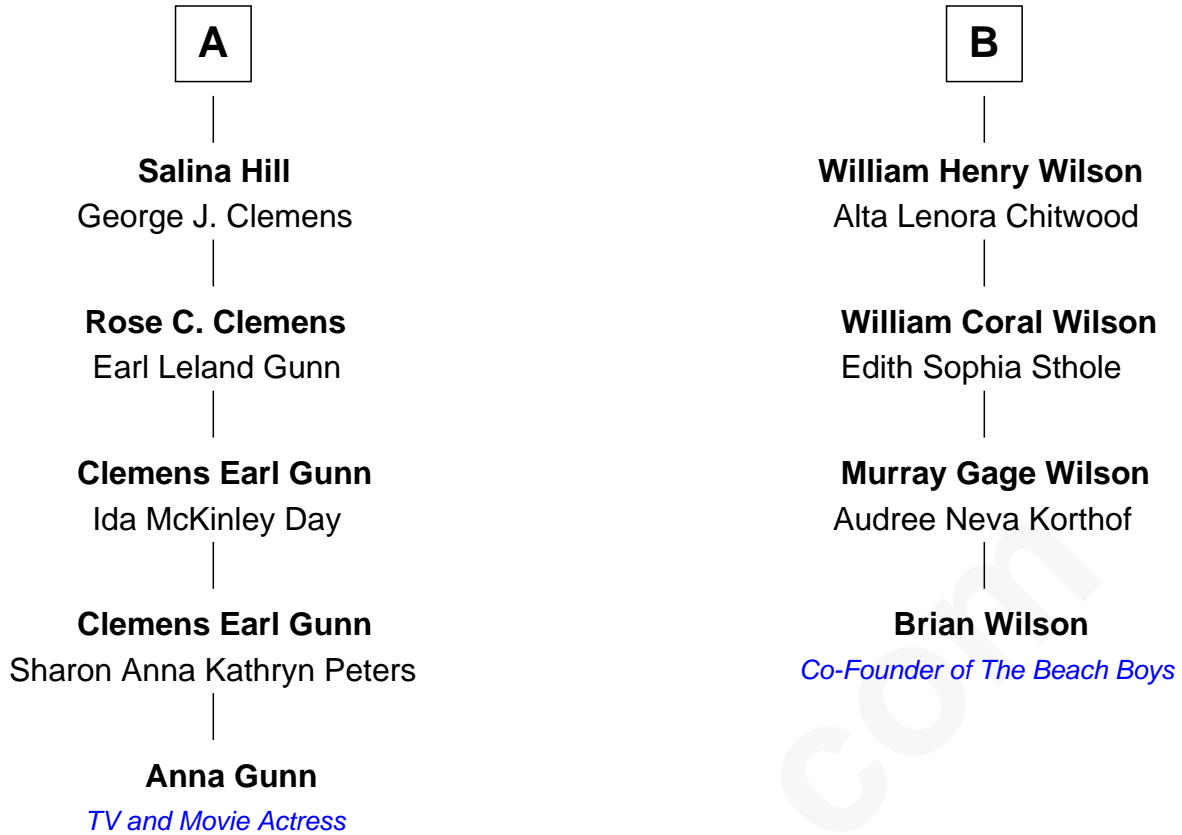 A
Salina Hill
George J. Clemens
Rose C. Clemens
Earl Leland Gunn
Clemens Earl Gunn
Ida McKinley Day
Clemens Earl Gunn
Sharon Anna Kathryn Peters
Anna Gunn
TV and Movie Actress
B
William Henry Wilson
Alta Lenora Chitwood
William Coral Wilson
Edith Sophia Sthole
Murray Gage Wilson
Audree Neva Korthof
Brian Wilson
Co-Founder of The Beach Boys
com